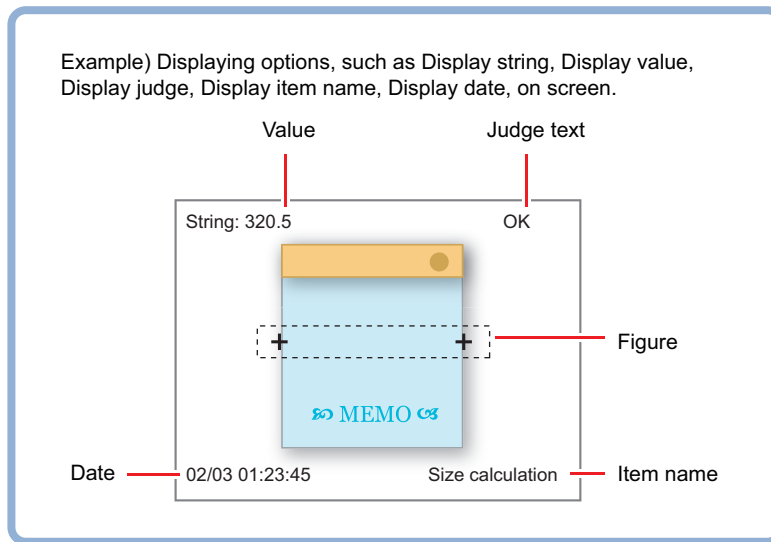 Example) Displaying options, such as Display string, Display value,
Display judge, Display item name, Display date, on screen.
Value
Judge text
String: 320.5
OK
Figure
MEMO
Date
02/03 01:23:45
Size calculation
Item name